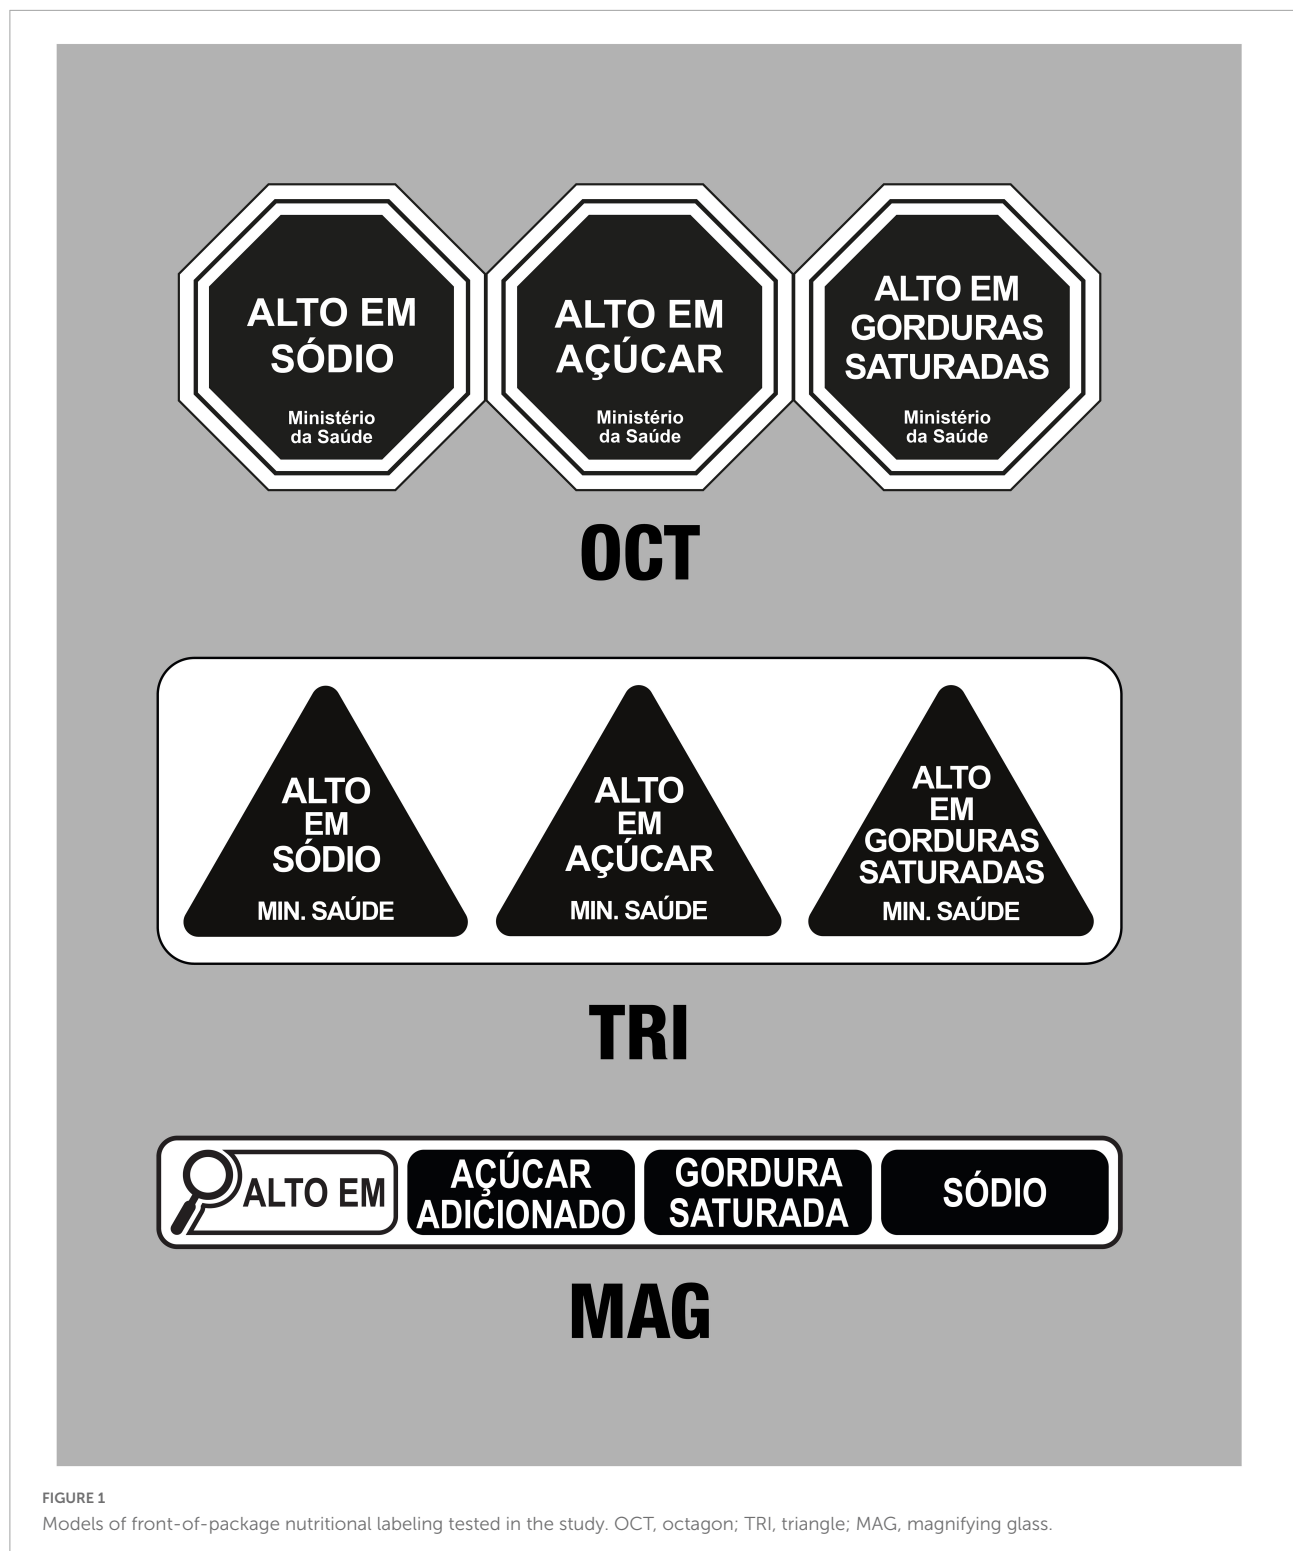 ALTO EM
SÓDIO
Ministério
da Saúde
ALTO EM
AÇÚCAR
Ministério
da Saúde
ALTO EM
GORDURAS
SATURADAS
Ministério
da Saúde
OCT
ALTO
EM
SÓDIO
MIN. SAÚDE
ALTO
EM
AÇÚCAR
MIN. SAÚDE
ALTO
EM
GORDURAS
SATURADAS
MIN. SAÚDE
TRI
ALTO EM
AÇÚCAR
ADICIONADO
GORDURA
SATURADA
SÓDIO
MAG
FIGURE 1
Models of front-of-package nutritional labeling tested in the study. OCT, octagon; TRI, triangle; MAG, magnifying glass.